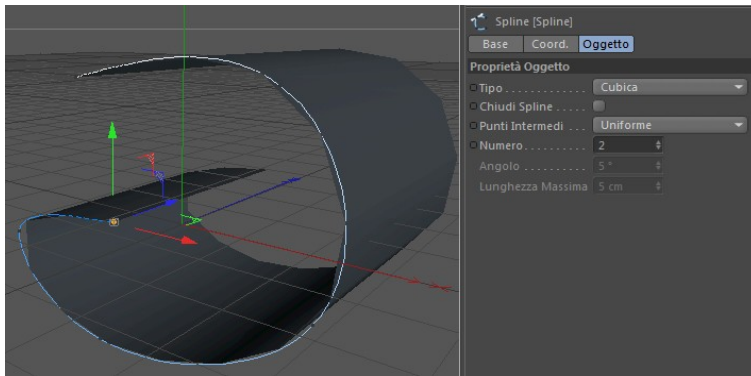 Spline [Spline]
Base Coord. Oggetto
Proprietà Oggetto
Tipo . . . . . . . . . . . . Cubica
Chiudi Spline . . . . .
Punti Intermedi . . . Uniforme
Numero . . . . . . . . . . 2
Angolo . . . . . . . . . . 5 °
Lunghezza Massima 5 cm